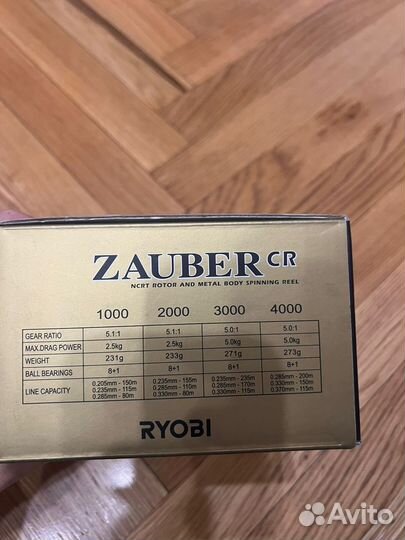 ZAUBER CR
NCRT ROTOR AND METAL BODY SPINNING REEL
1000 2000 3000 4000
GEAR RATIO 5.1:1 5.1:1 5.0:1 5.0:1
MAX.DRAG POWER 2.5kg 2.5kg 5.0kg 5.0kg
WEIGHT 231g 233g 271g 273g
BALL BEARINGS 8+1 8+1 8+1 8+1
LINE CAPACITY 0.205mm - 150m 0.235mm - 155m 0.235mm - 235m 0.285mm - 200m
0.235mm - 115m 0.285mm - 110m 0.285mm - 170m 0.330mm - 150m
0.285mm - 80m 0.330mm - 80m 0.330mm - 115m 0.370mm - 115m
RYOBI
Avito